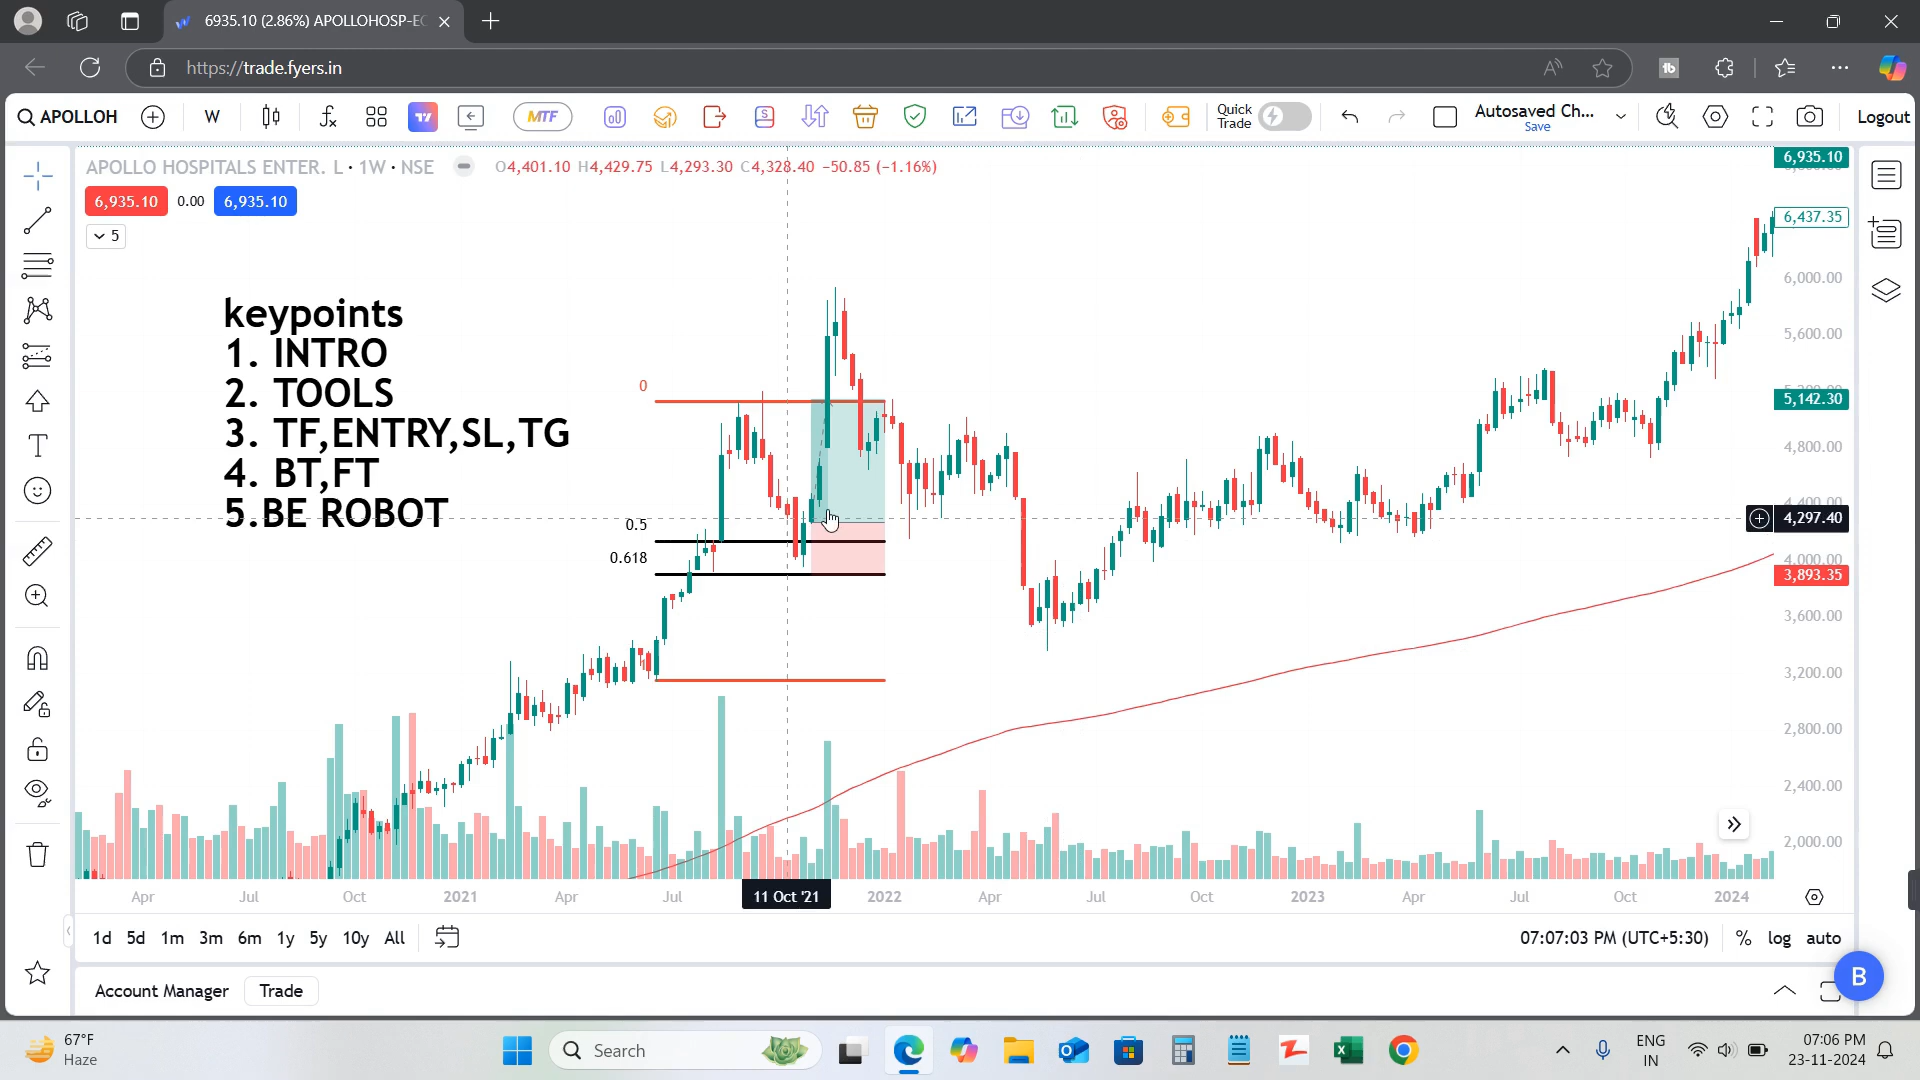 6935.10 (2.86%) APOLLOHOSP-EQ
https://trade.fyers.in
APOLLOH W MTF Quick Trade Autosaved Ch... Save Logout
APOLLO HOSPITALS ENTER. L · 1W · NSE O4,401.10 H4,429.75 L4,293.30 C4,328.40 −50.85 (−1.16%)
6,935.10 0.00 6,935.10
5
keypoints
1. INTRO
2. TOOLS
3. TF,ENTRY,SL,TG
4. BT,FT
5.BE ROBOT
0
0.5
0.618
1
6,935.10
6,437.35
6,000.00
5,600.00
5,142.30
4,800.00
4,400.00
4,297.40
4,000.00
3,893.35
3,600.00
3,200.00
2,800.00
2,400.00
2,000.00
Apr Jul Oct 2021 Apr Jul 11 Oct '21 2022 Apr Jul Oct 2023 Apr Jul Oct 2024
1d 5d 1m 3m 6m 1y 5y 10y All 07:07:03 PM (UTC+5:30) % log auto
Account Manager Trade B
67°F
Haze
Search
ENG
IN
07:06 PM
23-11-2024